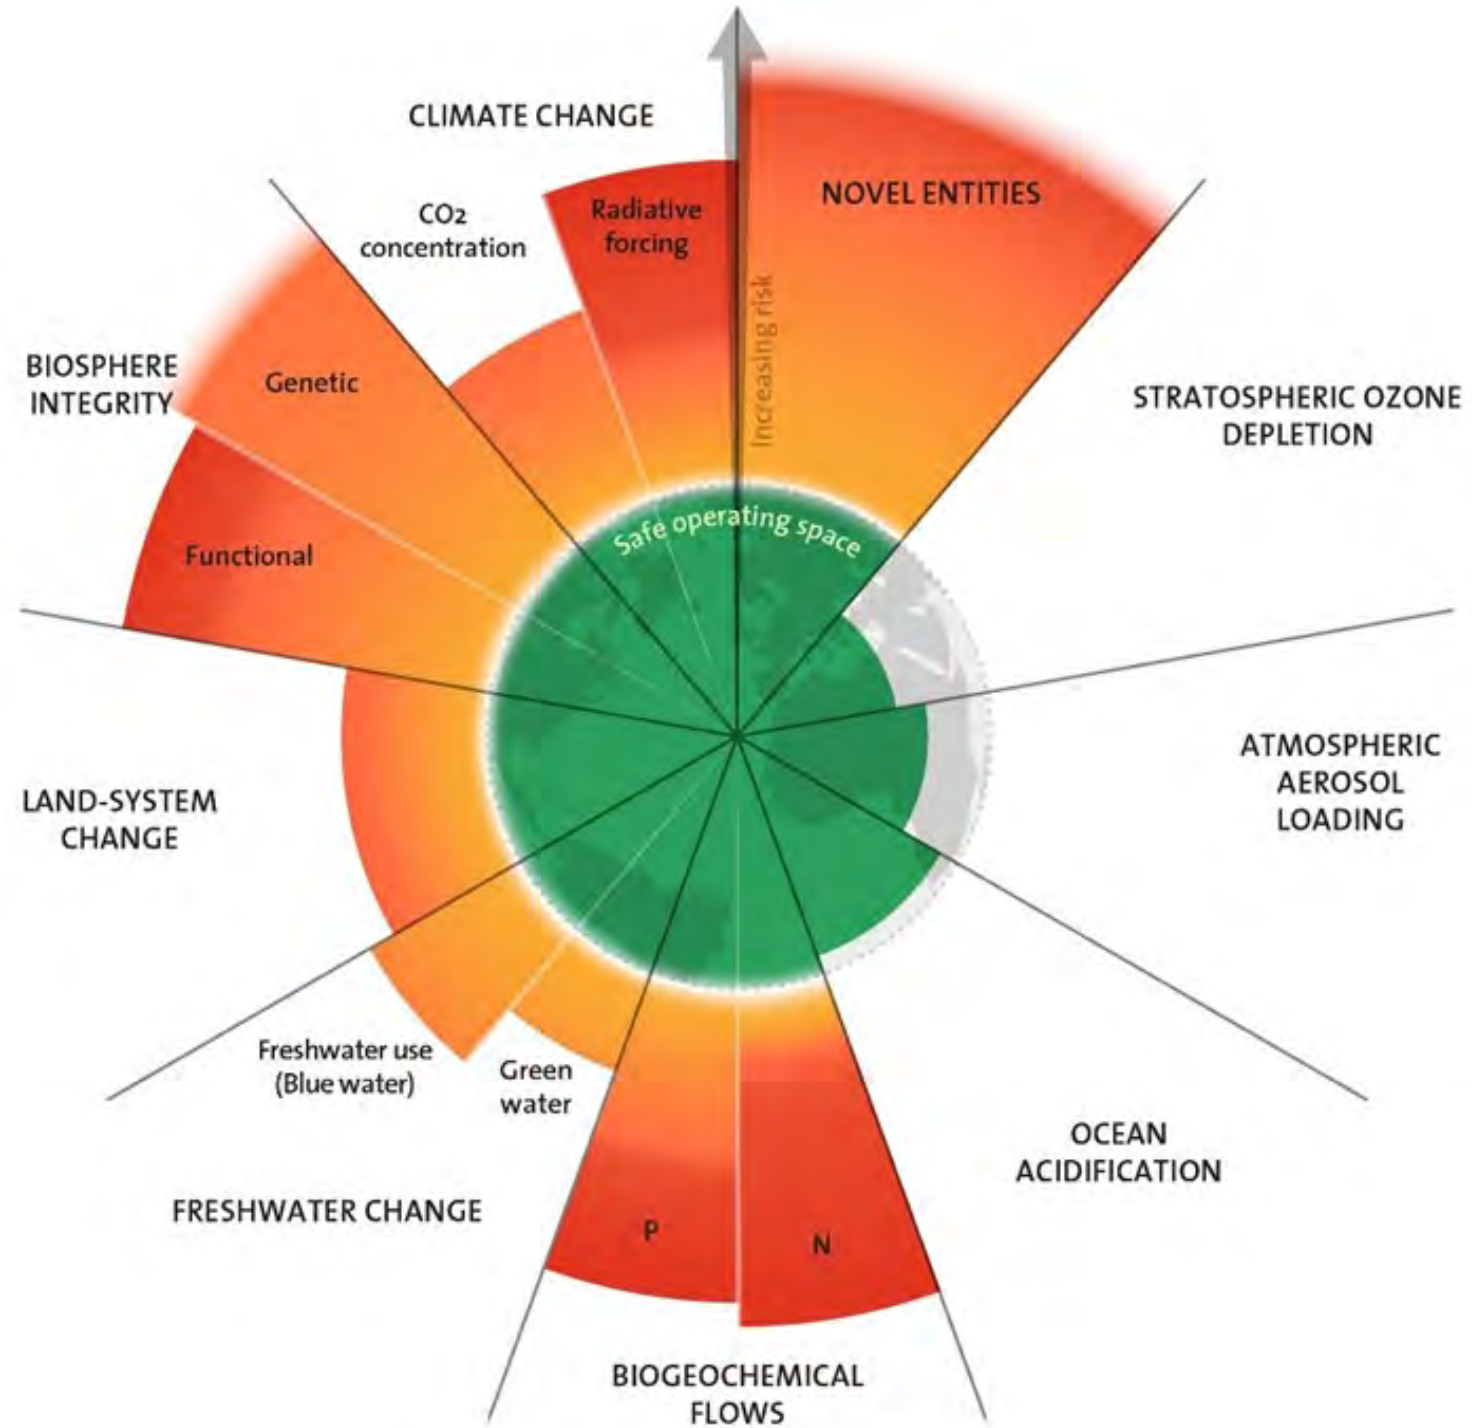 CLIMATE CHANGE
CO2
concentration
Radiative
forcing
NOVEL ENTITIES
Increasing risk
BIOSPHERE
INTEGRITY
Genetic
Functional
STRATOSPHERIC OZONE
DEPLETION
Safe operating space
ATMOSPHERIC
AEROSOL
LOADING
LAND-SYSTEM
CHANGE
Freshwater use
(Blue water)
Green
water
FRESHWATER CHANGE
OCEAN
ACIDIFICATION
P
N
BIOGEOCHEMICAL
FLOWS